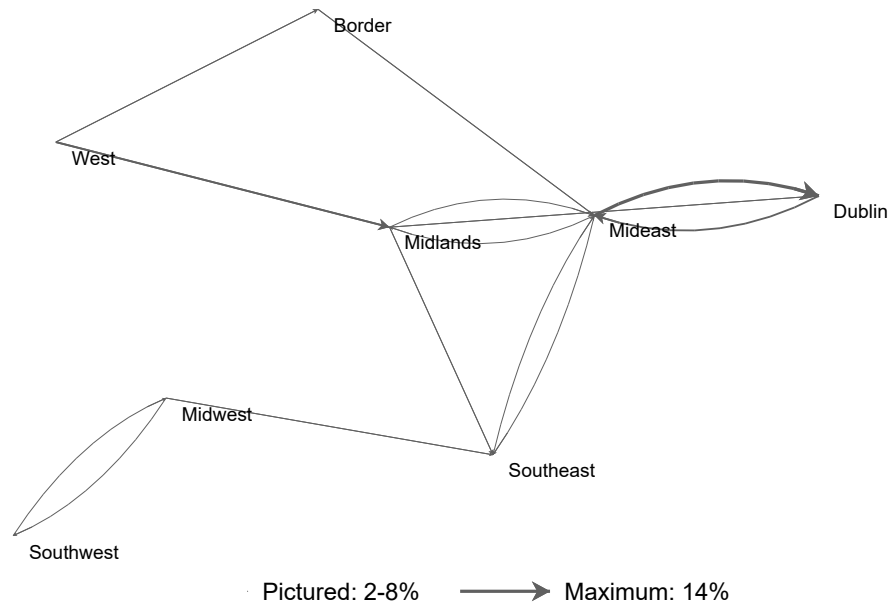 Border
West
Dublin
Mideast
Midlands
Midwest
Southeast
Southwest
Pictured: 2-8% Maximum: 14%